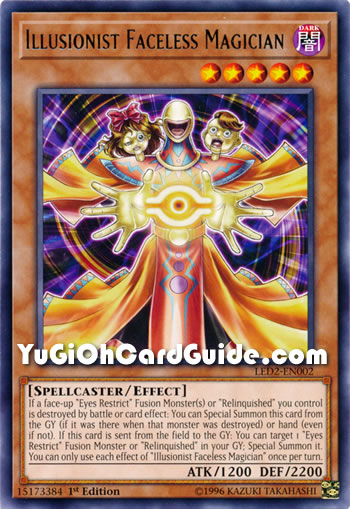 ILLUSIONIST FACELESS MAGICIAN
DARK
闇
YuGiOhCardGuide.com
LED2-EN002
[SPELLCASTER/EFFECT]
If a face-up "Eyes Restrict" Fusion Monster(s) or "Relinquished" you control
is destroyed by battle or card effect: You can Special Summon this card from
the GY (if it was there when that monster was destroyed) or hand (even
if not). If this card is sent from the field to the GY: You can target 1 "Eyes
Restrict" Fusion Monster or "Relinquished" in your GY; Special Summon it.
You can only use each effect of "Illusionist Faceless Magician" once per turn.
ATK/1200 DEF/2200
15173384 1st Edition ©1996 KAZUKI TAKAHASHI